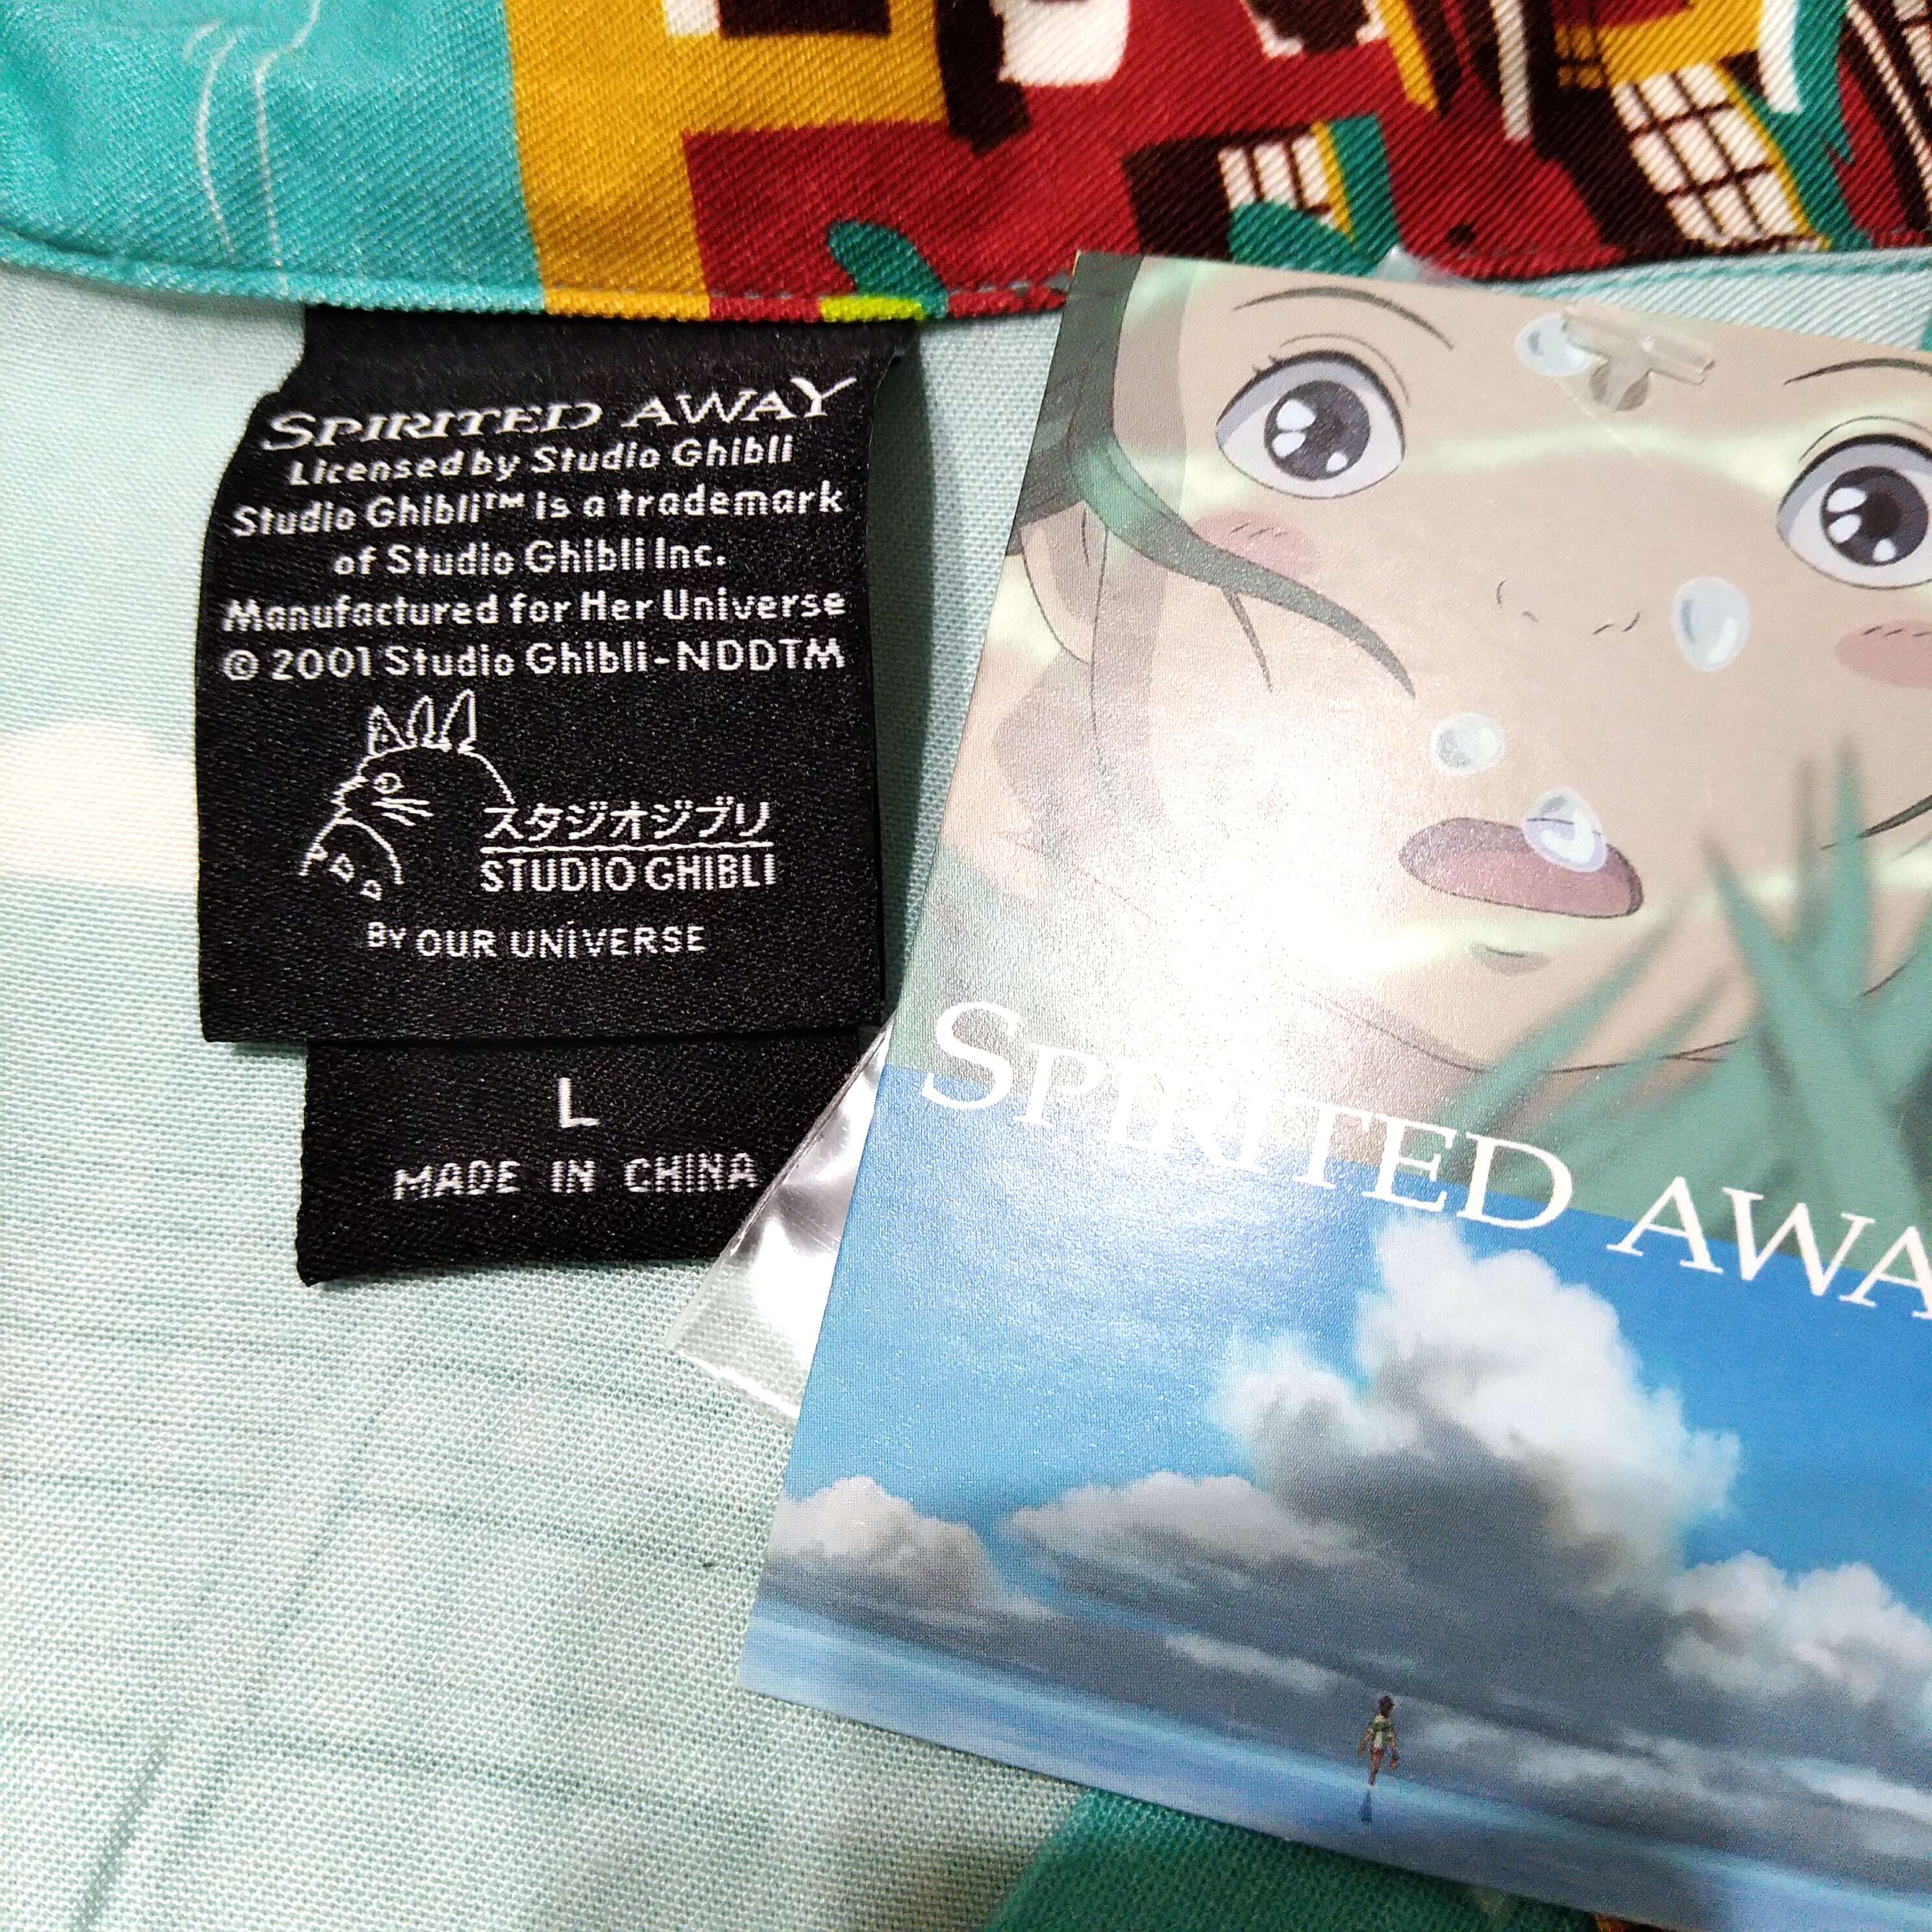 SPIRITED AWAY
Licensed by Studio Ghibli
Studio Ghibli™ is a trademark
of Studio Ghibli Inc.
Manufactured for Her Universe
© 2001 Studio Ghibli-NDDTM
スタジオジブリ
STUDIO GHIBLI
BY OUR UNIVERSE
L
MADE IN CHINA
SPIRITED AWA